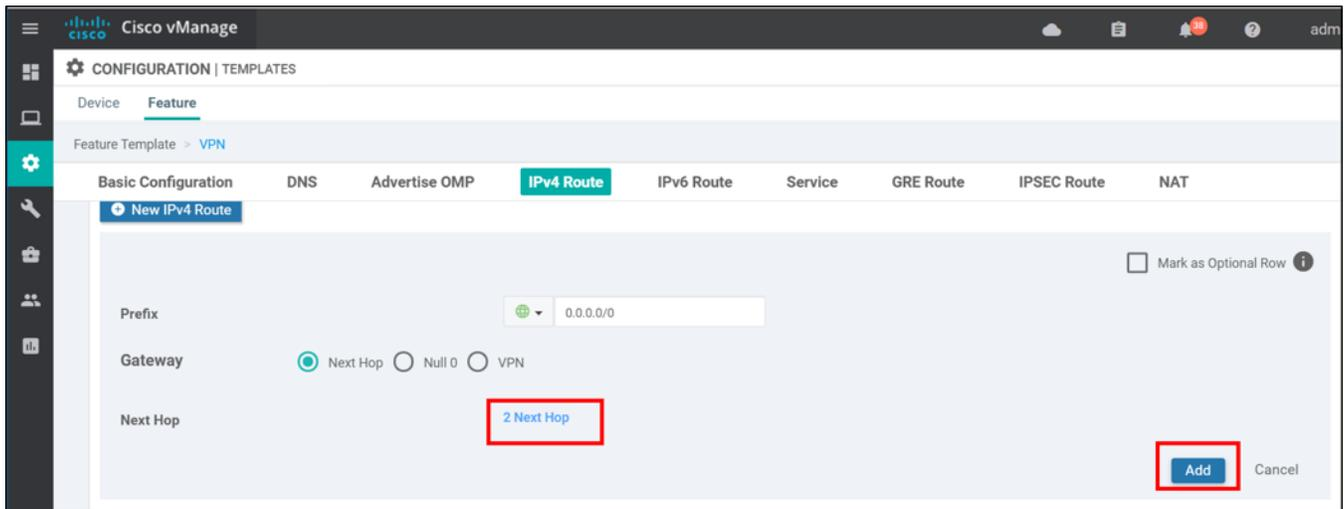 CISCO Cisco vManage 38 adm
CONFIGURATION | TEMPLATES
Device Feature
Feature Template > VPN
Basic Configuration DNS Advertise OMP IPv4 Route IPv6 Route Service GRE Route IPSEC Route NAT
New IPv4 Route
Mark as Optional Row
Prefix 0.0.0.0/0
Gateway Next Hop Null 0 VPN
Next Hop 2 Next Hop
Add Cancel